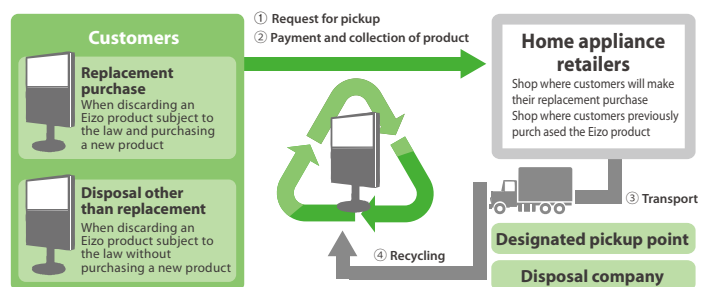 Customers
Replacement
purchase
When discarding an
Eizo product subject to
the law and purchasing
a new product
Disposal other
than replacement
When discarding an
Eizo product subject to
the law without
purchasing a new product
① Request for pickup
② Payment and collection of product
Home appliance
retailers
Shop where customers will make
their replacement purchase
Shop where customers previously
purch ased the Eizo product
③ Transport
Designated pickup point
Disposal company
④ Recycling